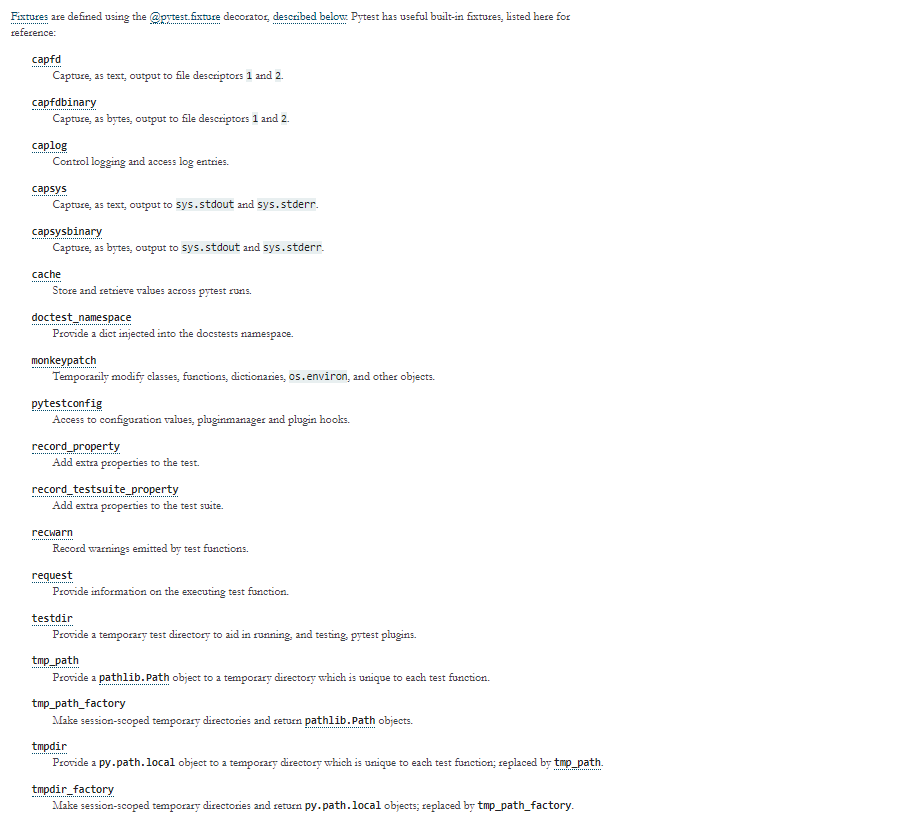 Fixtures are defined using the @pytest.fixture decorator, described below. Pytest has useful built-in fixtures, listed here for
reference:
capfd
Capture, as text, output to file descriptors 1 and 2.
capfdbinary
Capture, as bytes, output to file descriptors 1 and 2.
caplog
Control logging and access log entries.
capsys
Capture, as text, output to sys.stdout and sys.stderr.
capsysbinary
Capture, as bytes, output to sys.stdout and sys.stderr.
cache
Store and retrieve values across pytest runs.
doctest_namespace
Provide a dict injected into the docstests namespace.
monkeypatch
Temporarily modify classes, functions, dictionaries, os.environ, and other objects.
pytestconfig
Access to configuration values, pluginmanager and plugin hooks.
record_property
Add extra properties to the test.
record_testsuite_property
Add extra properties to the test suite.
recwarn
Record warnings emitted by test functions.
request
Provide information on the executing test function.
testdir
Provide a temporary test directory to aid in running, and testing, pytest plugins.
tmp_path
Provide a pathlib.Path object to a temporary directory which is unique to each test function.
tmp_path_factory
Make session-scoped temporary directories and return pathlib.Path objects.
tmpdir
Provide a py.path.local object to a temporary directory which is unique to each test function; replaced by tmp_path.
tmpdir_factory
Make session-scoped temporary directories and return py.path.local objects; replaced by tmp_path_factory.